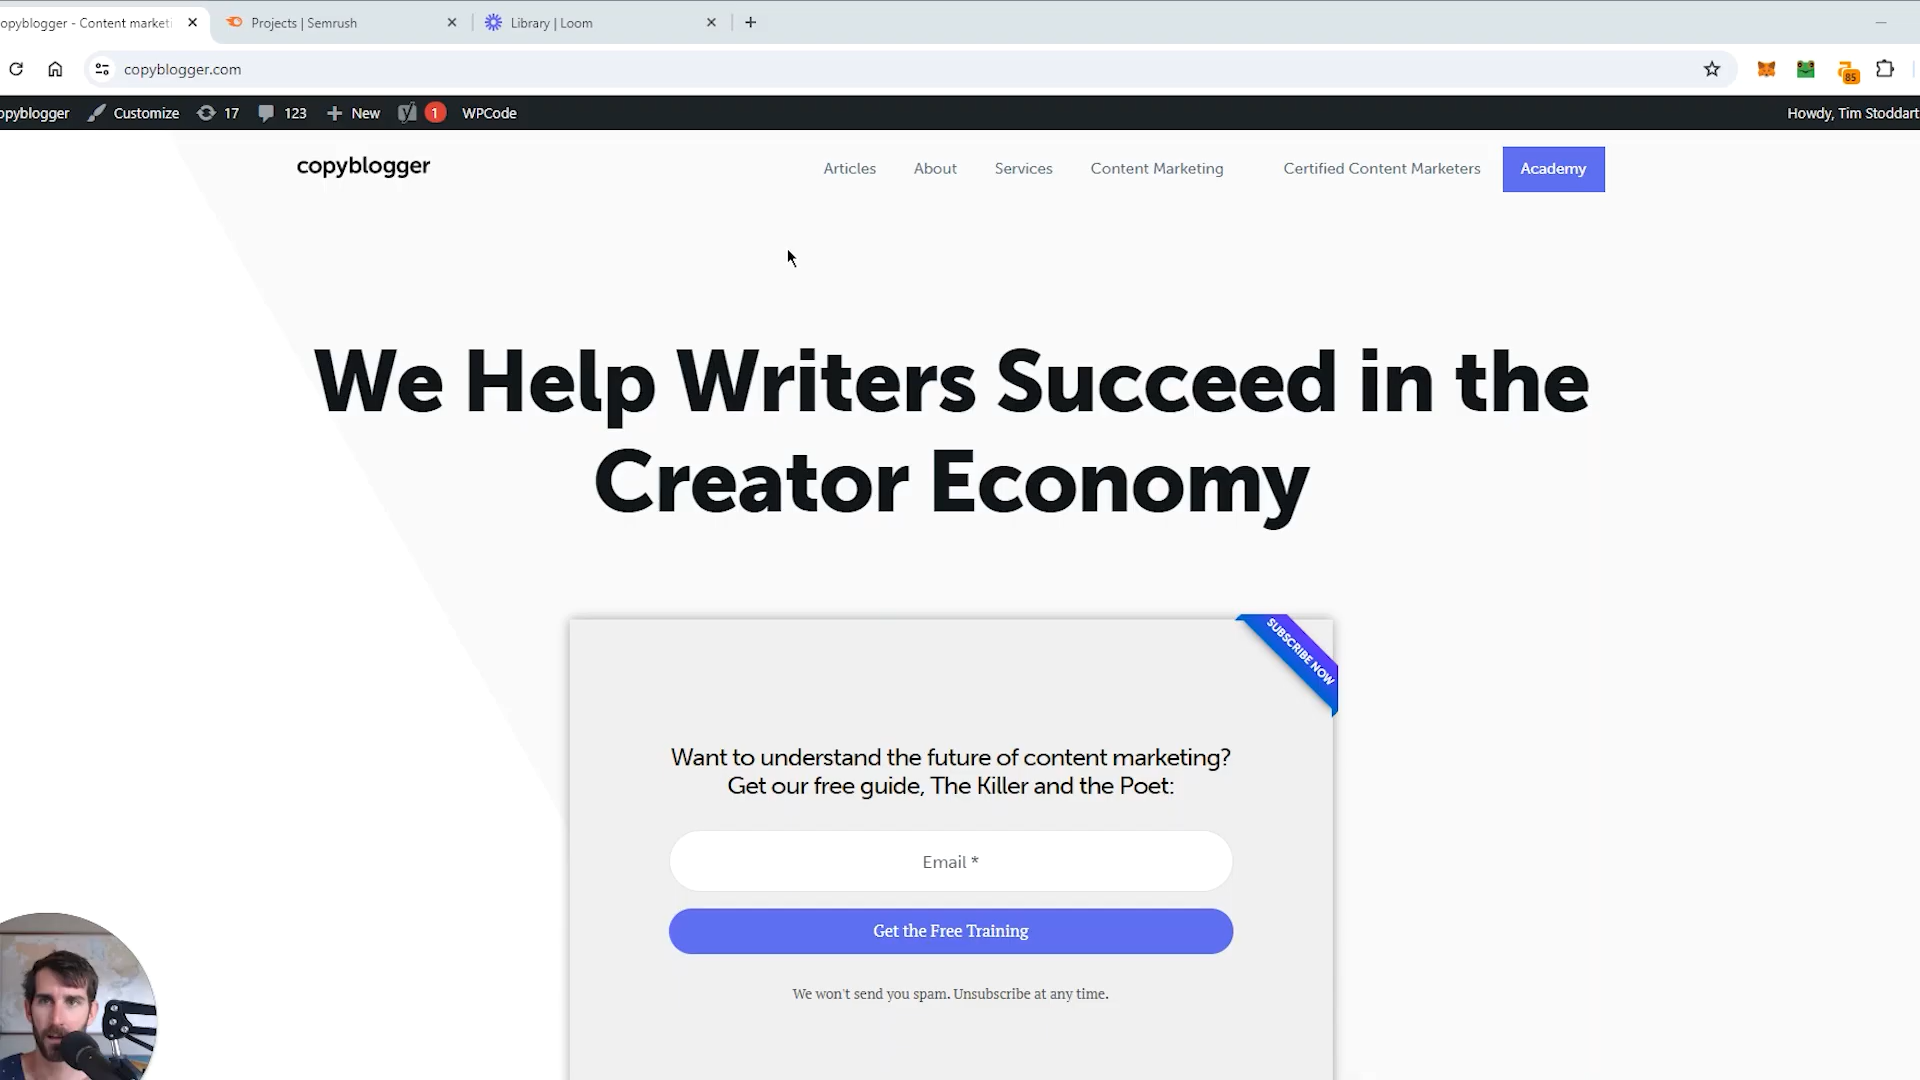 opyblogger - Content marketi
Projects | Semrush
Library | Loom
copyblogger.com
85
opyblogger
Customize
17
123
New
1
WPCode
Howdy, Tim Stoddart
copyblogger
Articles
About
Services
Content Marketing
Certified Content Marketers
Academy
We Help Writers Succeed in the
Creator Economy
SUBSCRIBE NOW
Want to understand the future of content marketing?
Get our free guide, The Killer and the Poet:
Email *
Get the Free Training
We won't send you spam. Unsubscribe at any time.